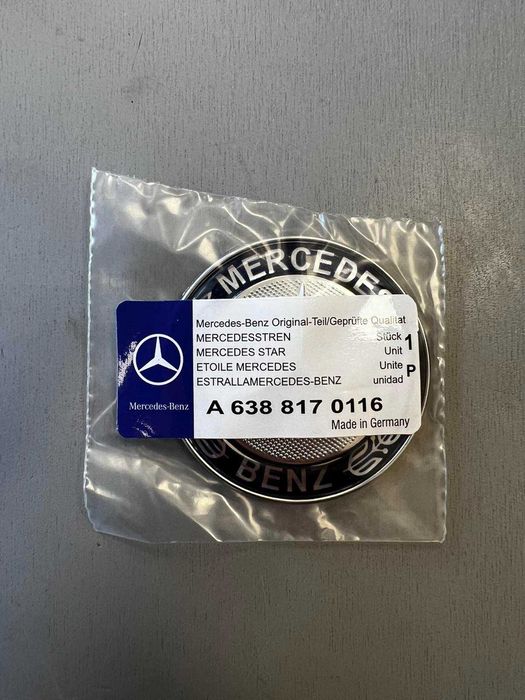 MERCEDES
Mercedes-Benz Original-Teil/Geprüfte Qualitat
MERCEDESSTREN Stück 1
MERCEDES STAR Unit
ETOILE MERCEDES Unite P
ESTRALLAMERCEDES-BENZ unidad
Mercedes-Benz
A 638 817 0116
Made in Germany
BENZ